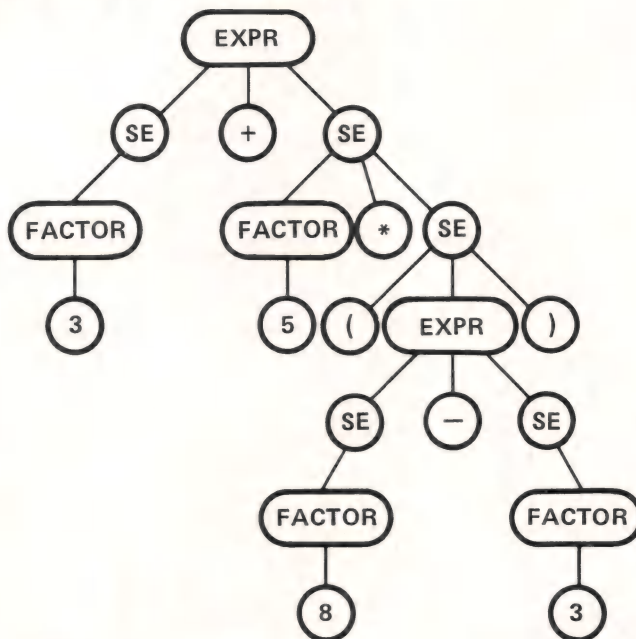 EXPR
SE + SE
FACTOR FACTOR * SE
3 5 ( EXPR )
SE — SE
FACTOR FACTOR
8 3